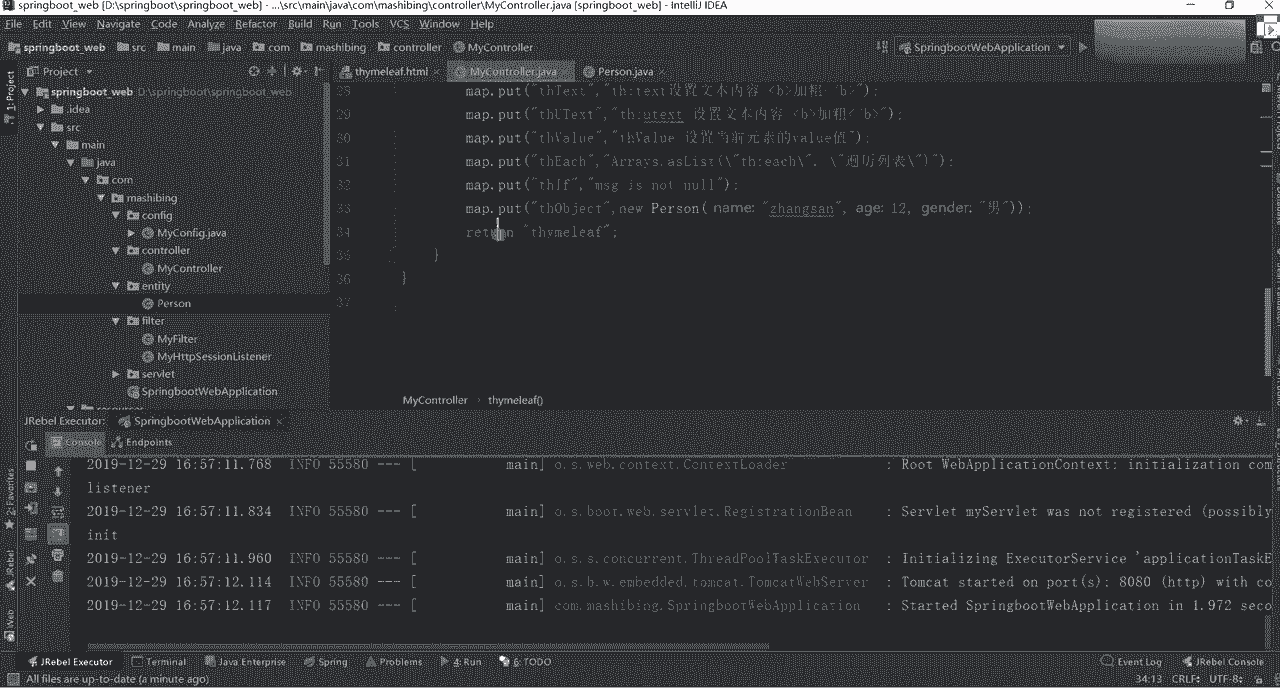 springboot_web [D:\springboot\springboot_web] - ...\src\main\java\com\mashibing\controller\MyController.java [springboot_web] - IntelliJ IDEA
File Edit View Navigate Code Analyze Refactor Build Run Tools VCS Window Help
springboot_web src main java com mashibing controller MyController SpringbootWebApplication
1: Project
Project thymeleaf.html MyController.java Person.java
springboot_web D:\springboot\springboot_web
.idea
src
main
java
com
mashibing
config
MyConfig.java
controller
MyController
entity
Person
filter
MyFilter
MyHttpSessionListener
servlet
SpringbootWebApplication
28 map.put("thText","th:text设置文本内容 <b>加粗</b>");
29 map.put("thUText","th:utext 设置文本内容 <b>加粗</b>");
30 map.put("thValue","thValue 设置当前元素的value值");
31 map.put("thEach","Arrays.asList(\"th:each\", \"遍历列表\")");
32 map.put("thIf","msg is not null");
33 map.put("thObject",new Person( name: "zhangsan", age: 12, gender: "男"));
34 return "thymeleaf";
35 }
36 }
37
MyController › thymeleaf()
JRebel Executor: SpringbootWebApplication
Console Endpoints
2019-12-29 16:57:11.768 INFO 55580 --- [ main] o.s.web.context.ContextLoader : Root WebApplicationContext: initialization com
listener
2019-12-29 16:57:11.834 INFO 55580 --- [ main] o.s.boot.web.servlet.RegistrationBean : Servlet myServlet was not registered (possibly
init
2019-12-29 16:57:11.960 INFO 55580 --- [ main] o.s.s.concurrent.ThreadPoolTaskExecutor : Initializing ExecutorService 'applicationTaskE
2019-12-29 16:57:12.114 INFO 55580 --- [ main] o.s.b.w.embedded.tomcat.TomcatWebServer : Tomcat started on port(s): 8080 (http) with co
2019-12-29 16:57:12.117 INFO 55580 --- [ main] com.mashibing.SpringbootWebApplication : Started SpringbootWebApplication in 1.972 seco
2: Favorites
JRebel
Web
JRebel Executor Terminal Java Enterprise Spring Problems 4: Run 6: TODO Event Log JRebel Console
All files are up-to-date (a minute ago) 34:13 CRLF UTF-8